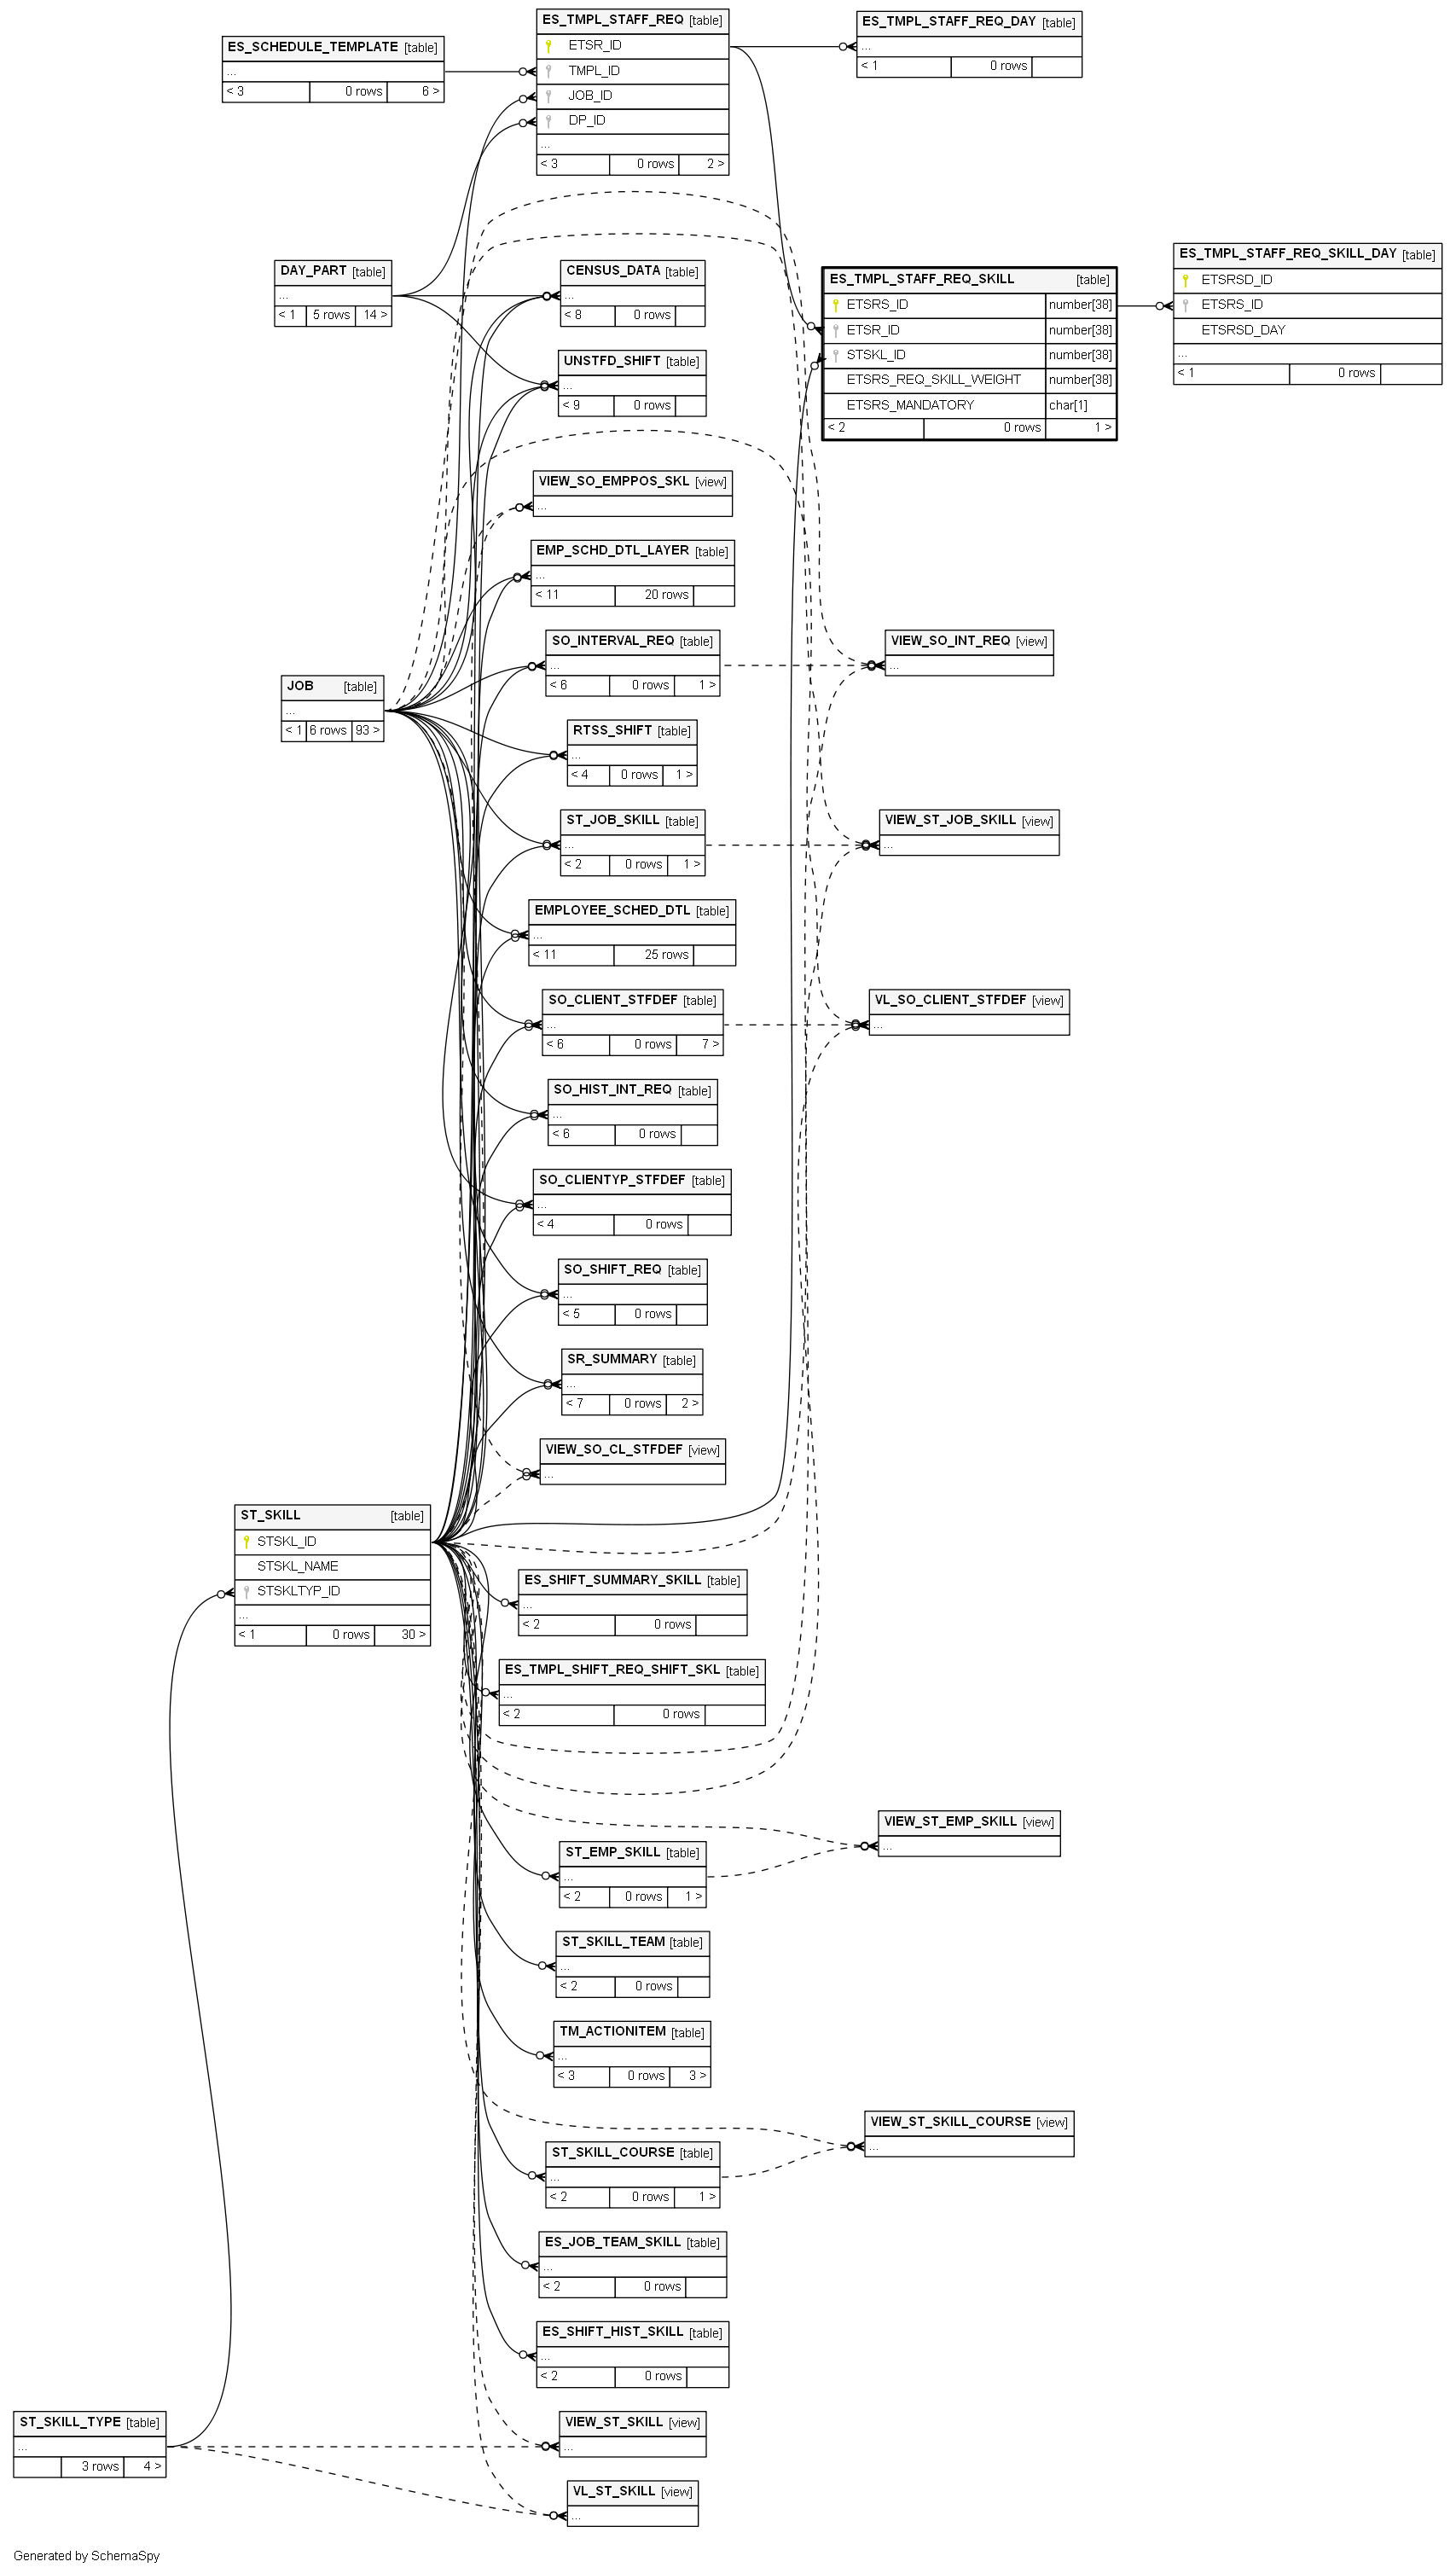 ES_TMPL_STAFF_REQ [table]
ETSR_ID
TMPL_ID
JOB_ID
DP_ID
...
< 3 0 rows 2 >
ES_TMPL_STAFF_REQ_DAY [table]
...
< 1 0 rows
ES_SCHEDULE_TEMPLATE [table]
...
< 3 0 rows 6 >
ES_TMPL_STAFF_REQ_SKILL_DAY [table]
ETSRSD_ID
ETSRS_ID
ETSRSD_DAY
...
< 1 0 rows
DAY_PART [table]
...
< 1 5 rows 14 >
CENSUS_DATA [table]
...
< 8 0 rows
ES_TMPL_STAFF_REQ_SKILL [table]
ETSRS_ID number[38]
ETSR_ID number[38]
STSKL_ID number[38]
ETSRS_REQ_SKILL_WEIGHT number[38]
ETSRS_MANDATORY char[1]
< 2 0 rows 1 >
UNSTFD_SHIFT [table]
...
< 9 0 rows
VIEW_SO_EMPPOS_SKL [view]
...
EMP_SCHD_DTL_LAYER [table]
...
< 11 20 rows
SO_INTERVAL_REQ [table]
...
< 6 0 rows 1 >
VIEW_SO_INT_REQ [view]
...
JOB [table]
...
< 1 6 rows 93 >
RTSS_SHIFT [table]
...
< 4 0 rows 1 >
ST_JOB_SKILL [table]
...
< 2 0 rows 1 >
VIEW_ST_JOB_SKILL [view]
...
EMPLOYEE_SCHED_DTL [table]
...
< 11 25 rows
SO_CLIENT_STFDEF [table]
...
< 6 0 rows 7 >
VL_SO_CLIENT_STFDEF [view]
...
SO_HIST_INT_REQ [table]
...
< 6 0 rows
SO_CLIENTYP_STFDEF [table]
...
< 4 0 rows
SO_SHIFT_REQ [table]
...
< 5 0 rows
SR_SUMMARY [table]
...
< 7 0 rows 2 >
VIEW_SO_CL_STFDEF [view]
...
ST_SKILL [table]
STSKL_ID
STSKL_NAME
STSKLTYP_ID
...
< 1 0 rows 30 >
ES_SHIFT_SUMMARY_SKILL [table]
...
< 2 0 rows
ES_TMPL_SHIFT_REQ_SHIFT_SKL [table]
...
< 2 0 rows
VIEW_ST_EMP_SKILL [view]
...
ST_EMP_SKILL [table]
...
< 2 0 rows 1 >
ST_SKILL_TEAM [table]
...
< 2 0 rows
TM_ACTIONITEM [table]
...
< 3 0 rows 3 >
VIEW_ST_SKILL_COURSE [view]
...
ST_SKILL_COURSE [table]
...
< 2 0 rows 1 >
ES_JOB_TEAM_SKILL [table]
...
< 2 0 rows
ES_SHIFT_HIST_SKILL [table]
...
< 2 0 rows
ST_SKILL_TYPE [table]
...
3 rows 4 >
VIEW_ST_SKILL [view]
...
VL_ST_SKILL [view]
...
Generated by SchemaSpy